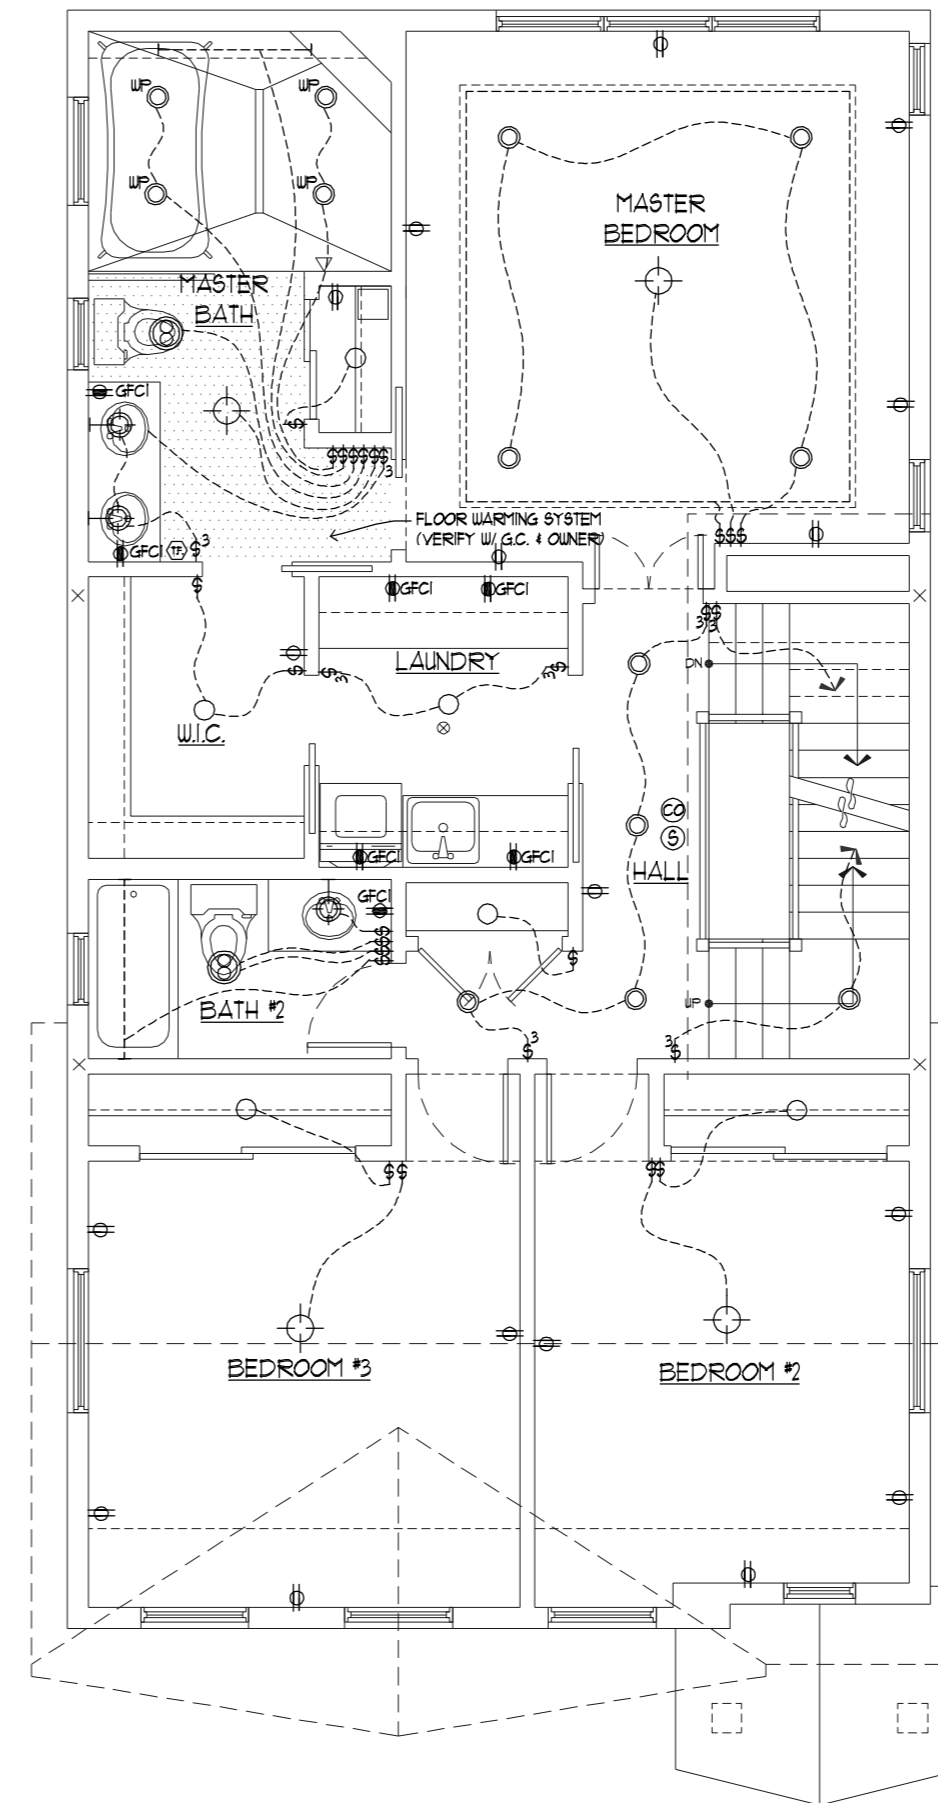 WP
WP
WP
WP
MASTER
BEDROOM
MASTER
BATH
GFCI
$
$$$$$$
3
FLOOR WARMING SYSTEM
(VERIFY W/ G.C. & OWNER)
$$$
GFCI
TF
$3
$
GFCI
GFCI
$$
3
3
LAUNDRY
DN
$
$3
$3
W.I.C.
CO
S
HALL
GFCI
GFCI
GFCI
$$$$
$
BATH #2
UP
3
$
3
$
$$
$$
BEDROOM #3
BEDROOM #2